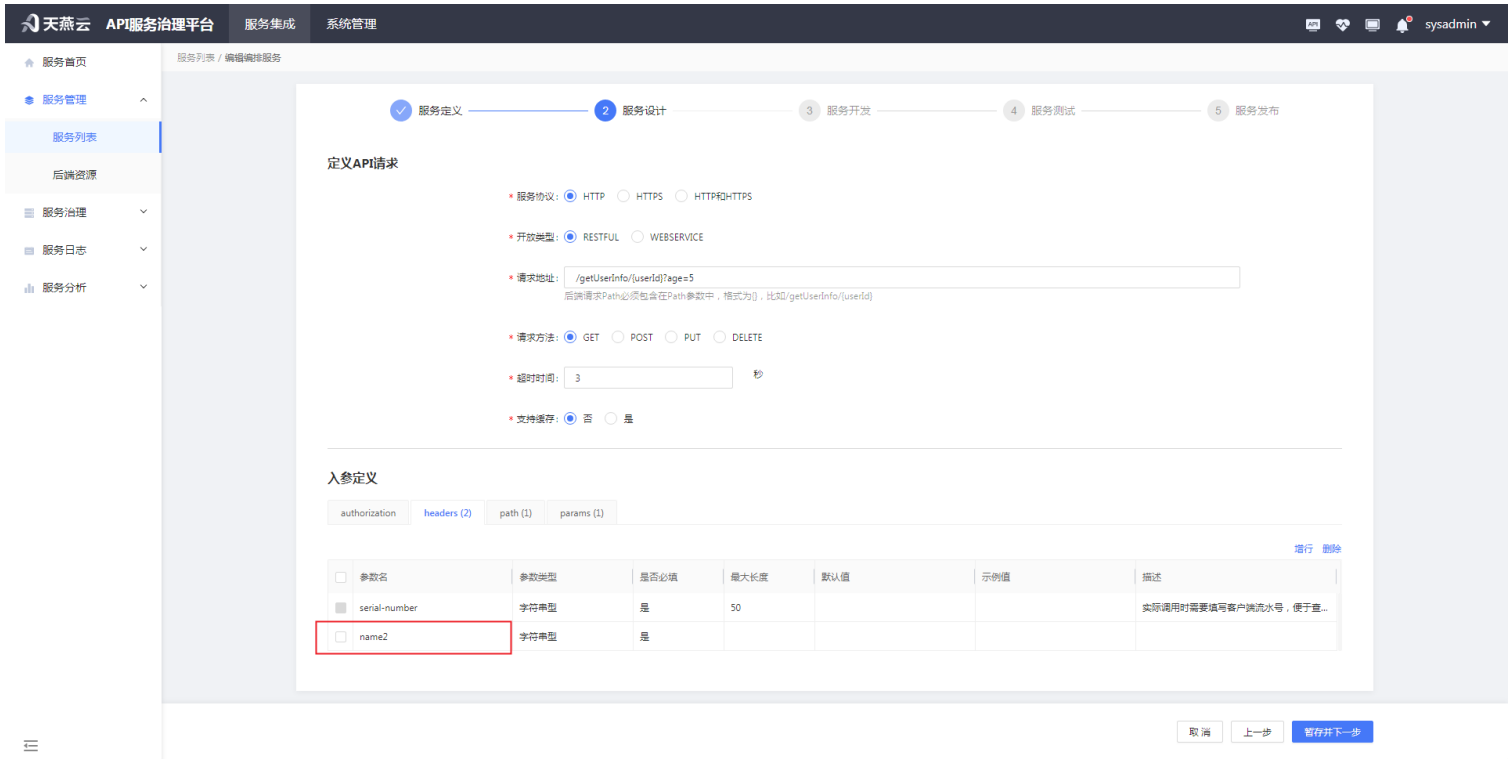 天燕云 API服务治理平台 服务集成 系统管理 API sysadmin
服务首页
服务管理
服务列表
后端资源
服务治理
服务日志
服务分析
服务列表 / 编辑编排服务
服务定义 2 服务设计 3 服务开发 4 服务测试 5 服务发布
定义API请求
* 服务协议: HTTP HTTPS HTTP和HTTPS
* 开放类型: RESTFUL WEBSERVICE
* 请求地址: /getUserInfo/{userId}?age=5
后端请求Path必须包含在Path参数中，格式为{}，比如/getUserInfo/{userId}
* 请求方法: GET POST PUT DELETE
* 超时时间: 3 秒
* 支持缓存: 否 是
入参定义
authorization headers (2) path (1) params (1)
增行 删除
参数名 参数类型 是否必填 最大长度 默认值 示例值 描述
serial-number 字符串型 是 50 实际调用时需要填写客户端流水号，便于查...
name2 字符串型 是
取消 上一步 暂存并下一步